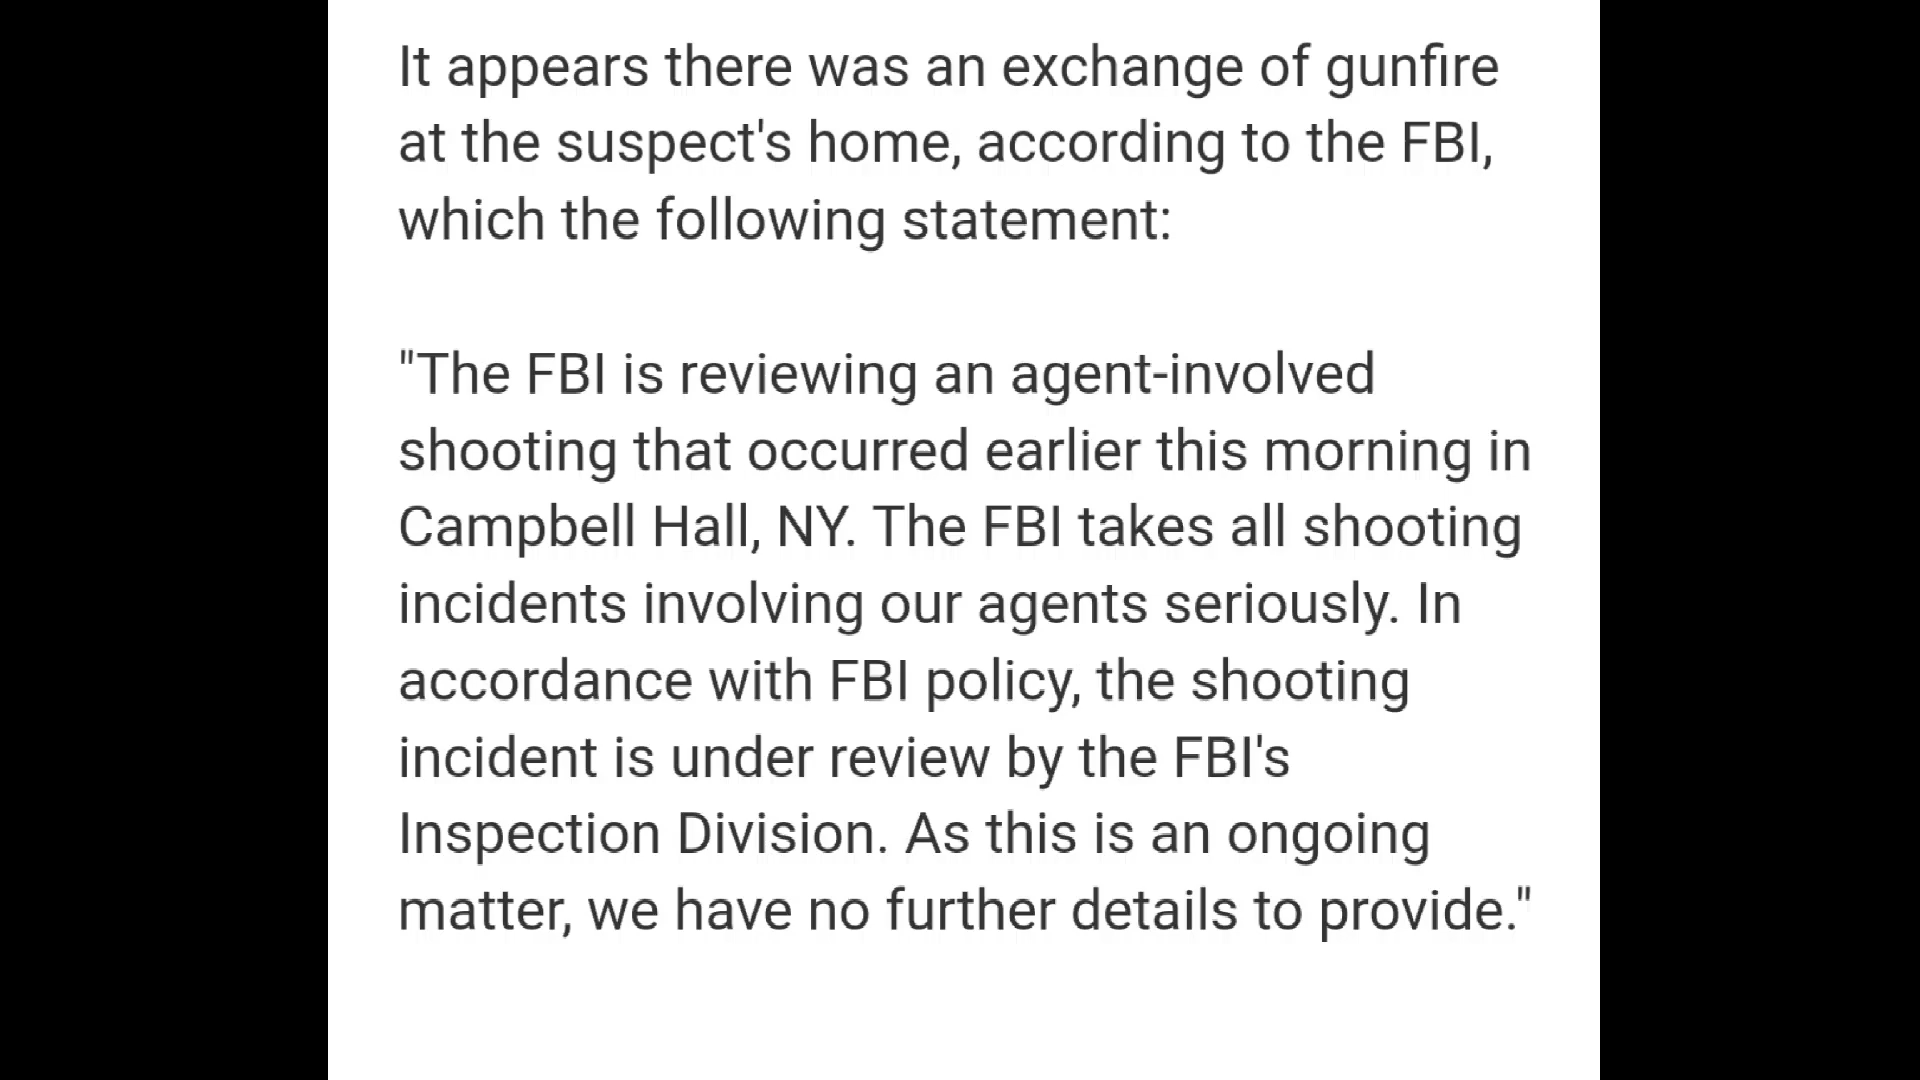 It appears there was an exchange of gunfire
at the suspect's home, according to the FBI,
which the following statement:
"The FBI is reviewing an agent-involved
shooting that occurred earlier this morning in
Campbell Hall, NY. The FBI takes all shooting
incidents involving our agents seriously. In
accordance with FBI policy, the shooting
incident is under review by the FBI's
Inspection Division. As this is an ongoing
matter, we have no further details to provide."